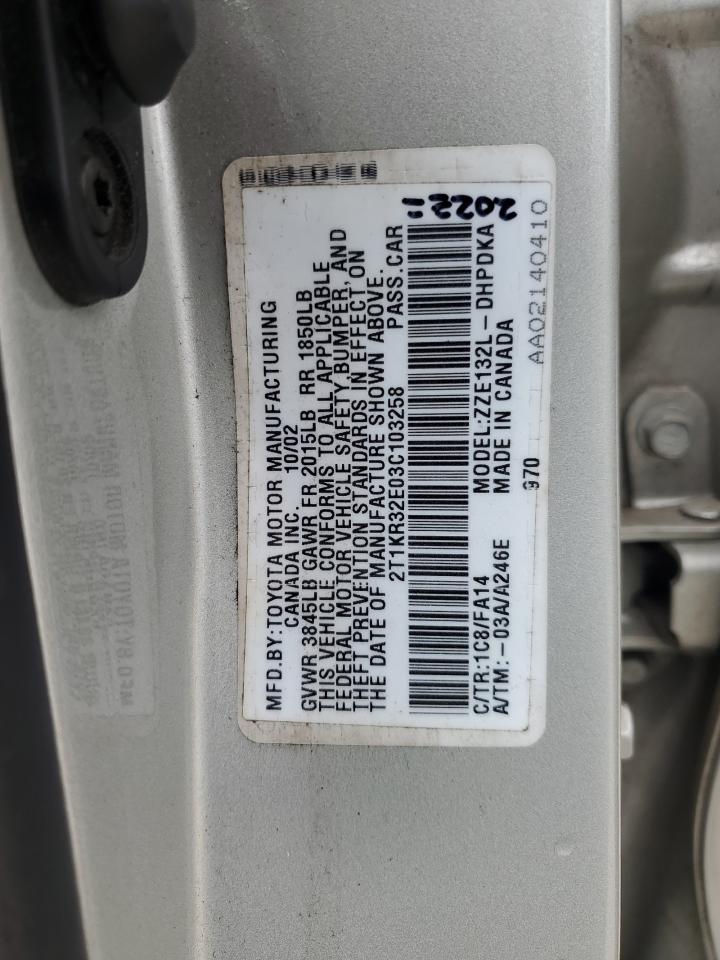 MFD.BY:TOYOTA MOTOR MANUFACTURING
CANADA INC. 10/02
GVWR 3845LB GAWR FR 2015LB RR 1850LB
THIS VEHICLE CONFORMS TO ALL APPLICABLE
FEDERAL MOTOR VEHICLE SAFETY,BUMPER, AND
THEFT PREVENTION STANDARDS IN EFFECT ON
THE DATE OF MANUFACTURE SHOWN ABOVE.
2T1KR32E03C103258 PASS.CAR
2022
C/TR:1C8/FA14 MODEL:ZZE132L-DHPDKA
A/TM:-03A/A246E MADE IN CANADA
970
AA02140410